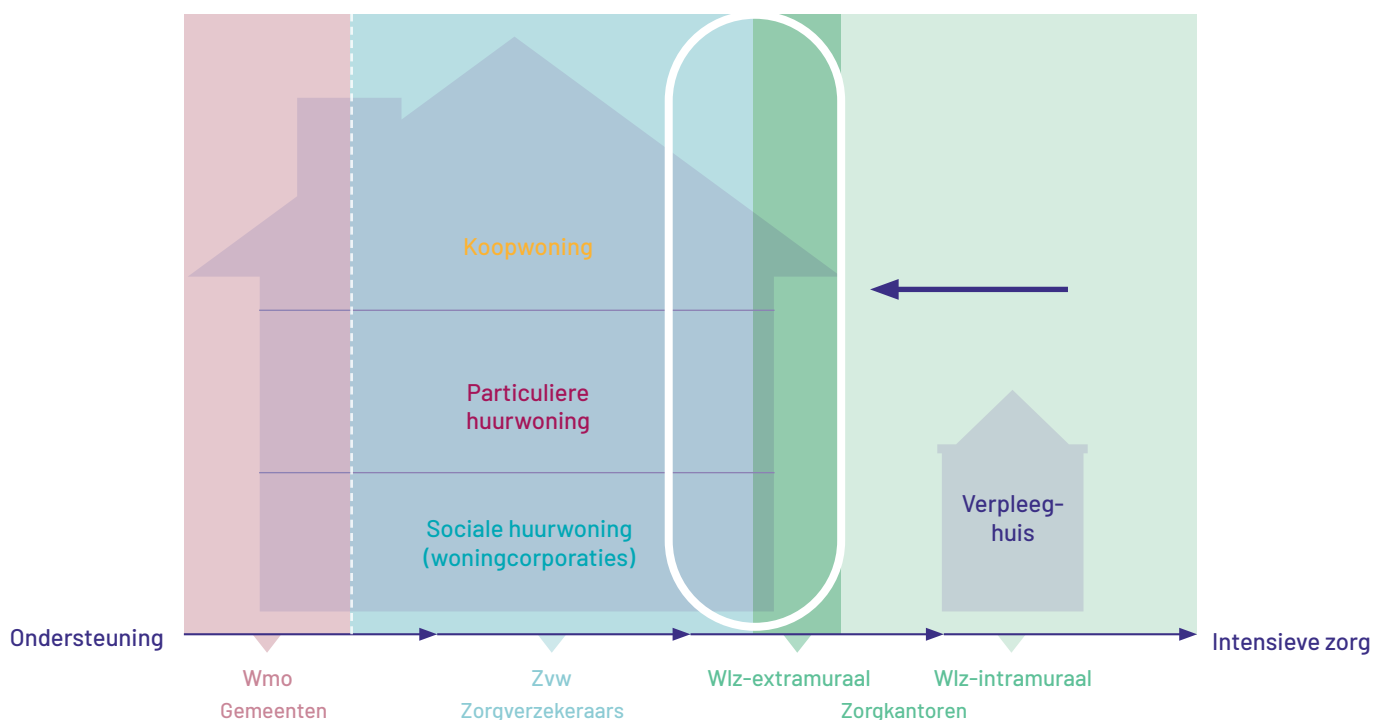 Koopwoning
Particuliere
huurwoning
Sociale huurwoning
(woningcorporaties)
Verpleeg-
huis
Ondersteuning
Intensieve zorg
Wmo
Zvw
Wlz-extramuraal
Wlz-intramuraal
Gemeenten
Zorgverzekeraars
Zorgkantoren